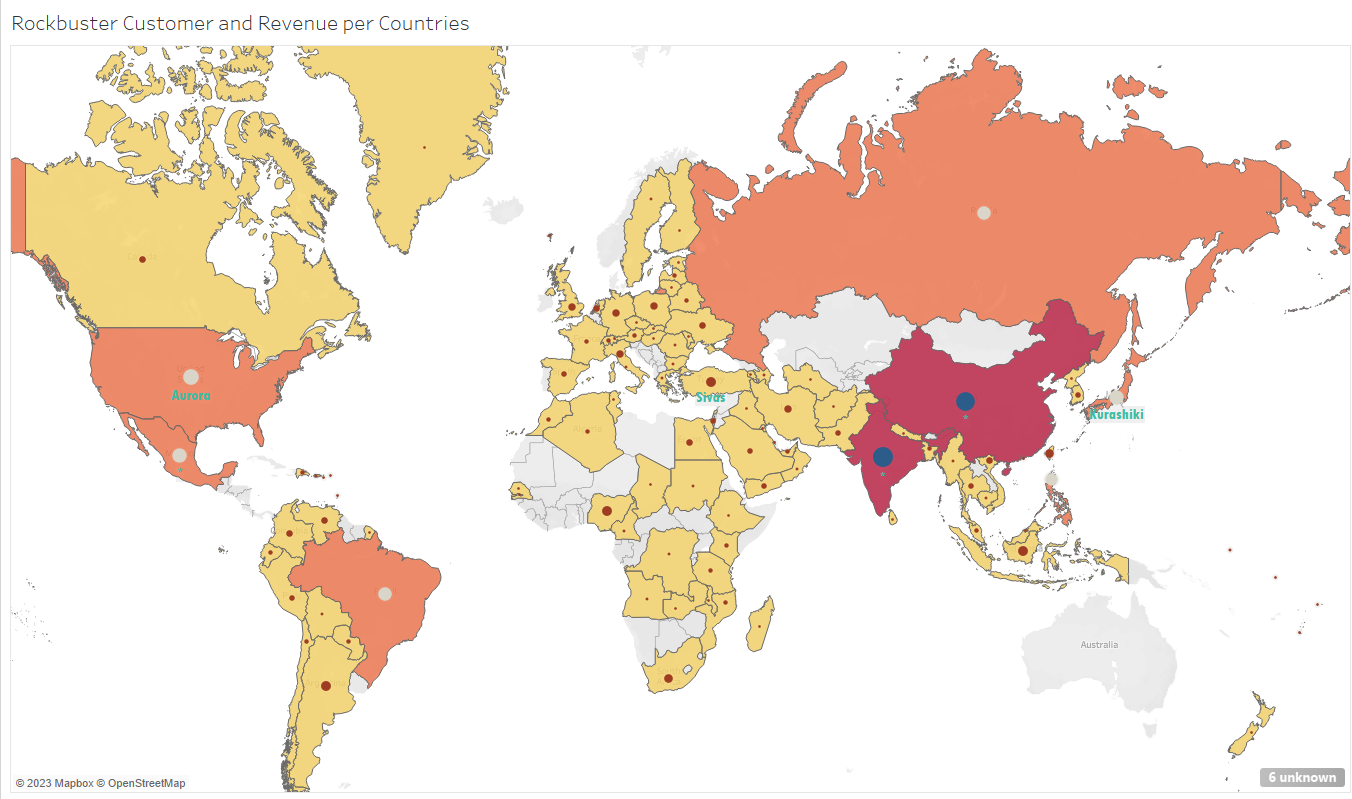 Rockbuster Customer and Revenue per Countries
Aurora
Sivas
Kurashiki
Australia
© 2023 Mapbox © OpenStreetMap
6 unknown